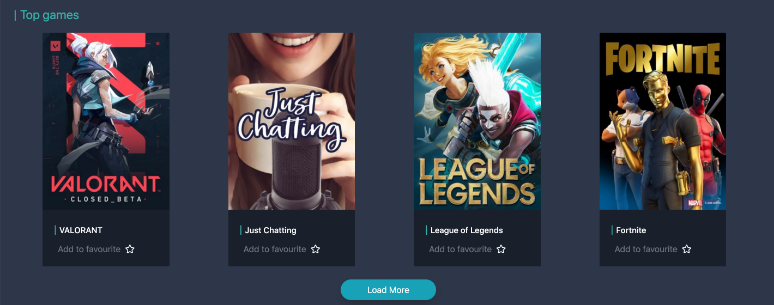 | Top games
VALORANT
· CLOSED_BETA ·
Just
Chatting
LEAGUE OF
LEGENDS
FORTNITE
MARVEL
| VALORANT
Add to favourite
| Just Chatting
Add to favourite
| League of Legends
Add to favourite
| Fortnite
Add to favourite
Load More